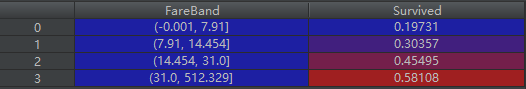 FareBand Survived
0 (-0.001, 7.91] 0.19731
1 (7.91, 14.454] 0.30357
2 (14.454, 31.0] 0.45495
3 (31.0, 512.329] 0.58108